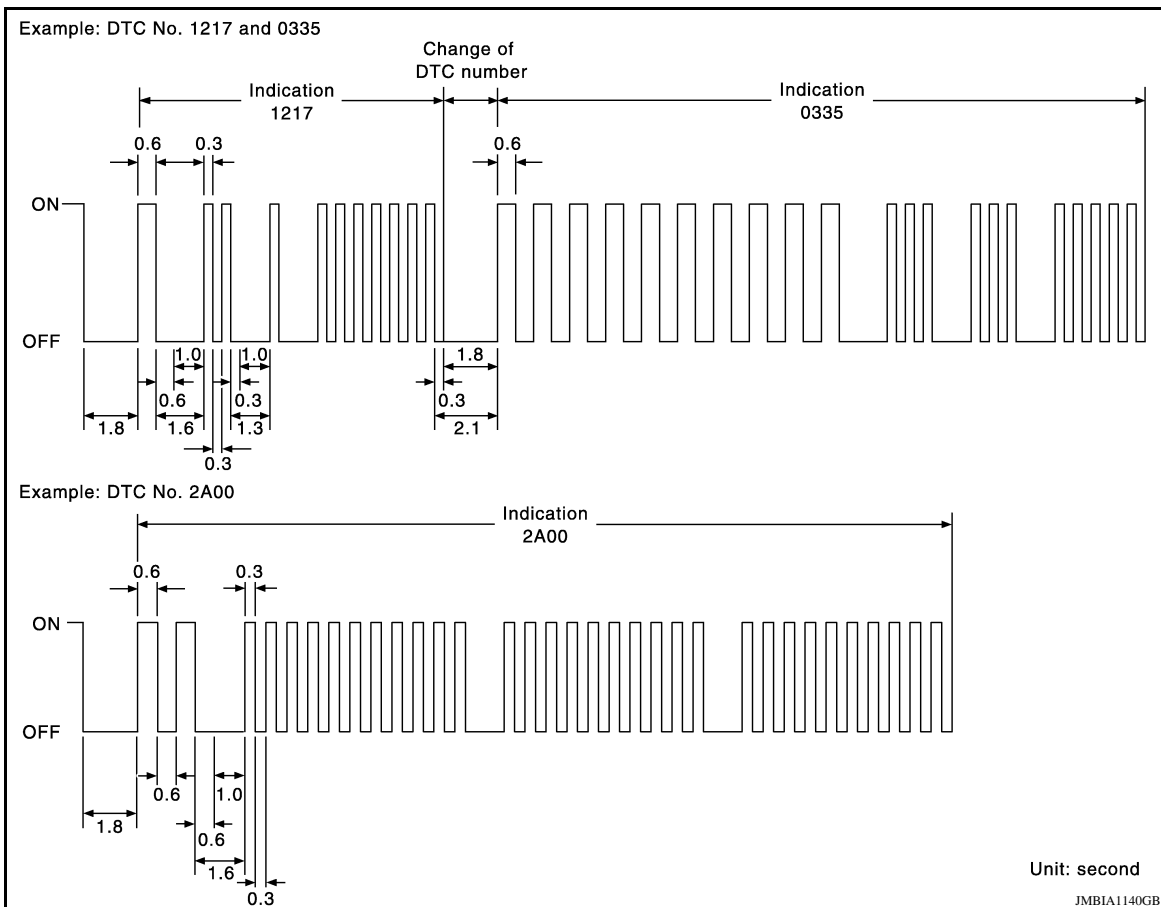 Example: DTC No. 1217 and 0335
Change of
DTC number
Indication
1217
Indication
0335
0.6
0.3
0.6
ON
OFF
1.0
1.0
1.8
0.6
0.3
0.3
1.8
1.6
1.3
2.1
0.3
Example: DTC No. 2A00
Indication
2A00
0.6
0.3
ON
OFF
0.6
1.0
1.8
0.6
1.6
0.3
Unit: second
JMBIA1140GB